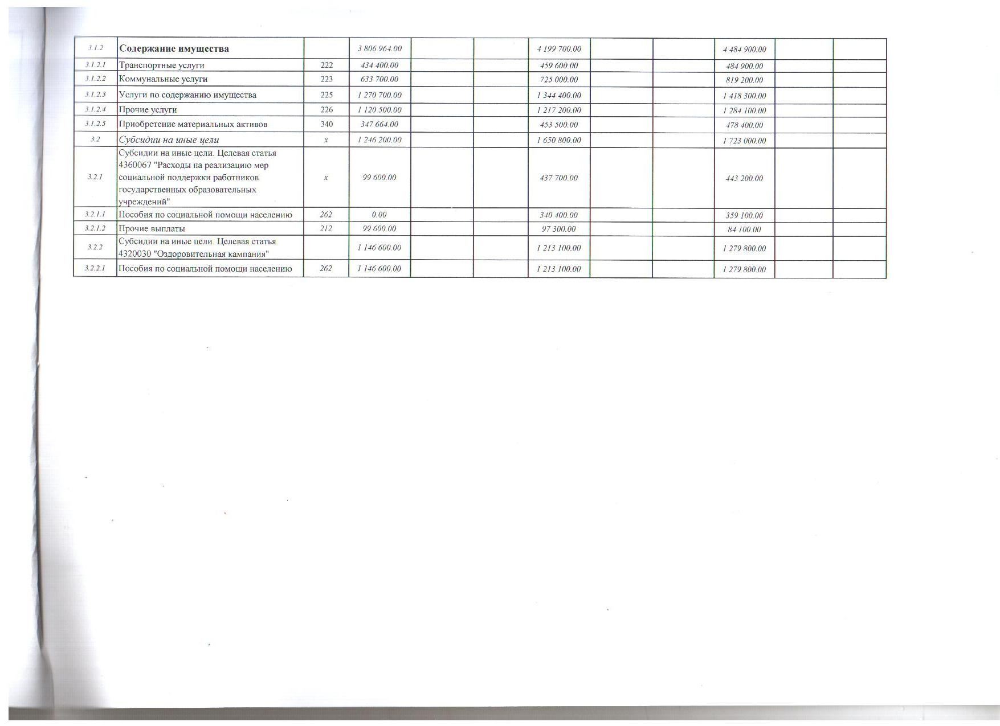 3.1.2 Содержание имущества 3 806 964.00 4 199 700.00 4 484 900.00
3.1.2.1 Транспортные услуги 222 434 400.00 459 600.00 484 900.00
3.1.2.2 Коммунальные услуги 223 633 700.00 725 000.00 819 200.00
3.1.2.3 Услуги по содержанию имущества 225 1 270 700.00 1 344 400.00 1 418 300.00
3.1.2.4 Прочие услуги 226 1 120 500.00 1 217 200.00 1 284 100.00
3.1.2.5 Приобретение материальных активов 340 347 664.00 453 500.00 478 400.00
3.2 Субсидии на иные цели х 1 246 200.00 1 650 800.00 1 723 000.00
Субсидии на иные цели. Целевая статья
4360067 "Расходы на реализацию мер
3.2.1 социальной поддержки работников х 99 600.00 437 700.00 443 200.00
государственных образовательных
учреждений"
3.2.1.1 Пособия по социальной помощи населению 262 0.00 340 400.00 359 100.00
3.2.1.2 Прочие выплаты 212 99 600.00 97 300.00 84 100.00
Субсидии на иные цели. Целевая статья
3.2.2 4320030 "Оздоровительная кампания" 1 146 600.00 1 213 100.00 1 279 800.00
3.2.2.1 Пособия по социальной помощи населению 262 1 146 600.00 1 213 100.00 1 279 800.00